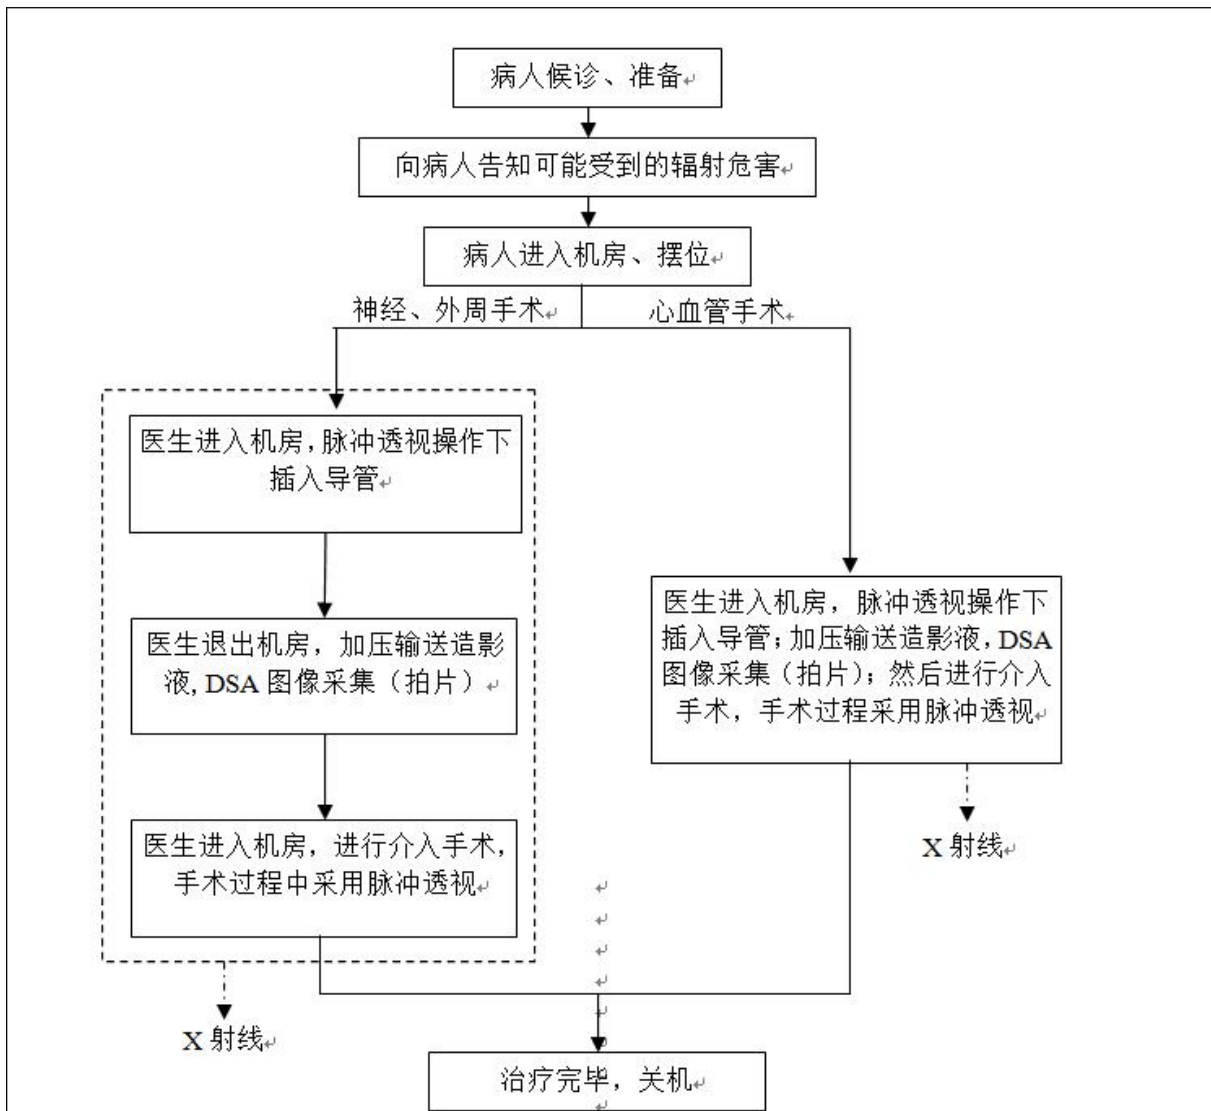 病人候诊、准备
向病人告知可能受到的辐射危害
病人进入机房、摆位
神经、外周手术
心血管手术
医生进入机房,脉冲透视操作下
插入导管
医生退出机房，加压输送造影
液,DSA 图像采集（拍片）
医生进入机房，进行介入手术，
手术过程中采用脉冲透视
X 射线
医生进入机房，脉冲透视操作下
插入导管；加压输送造影液，DSA
图像采集（拍片）；然后进行介入
手术，手术过程采用脉冲透视
X 射线
治疗完毕，关机